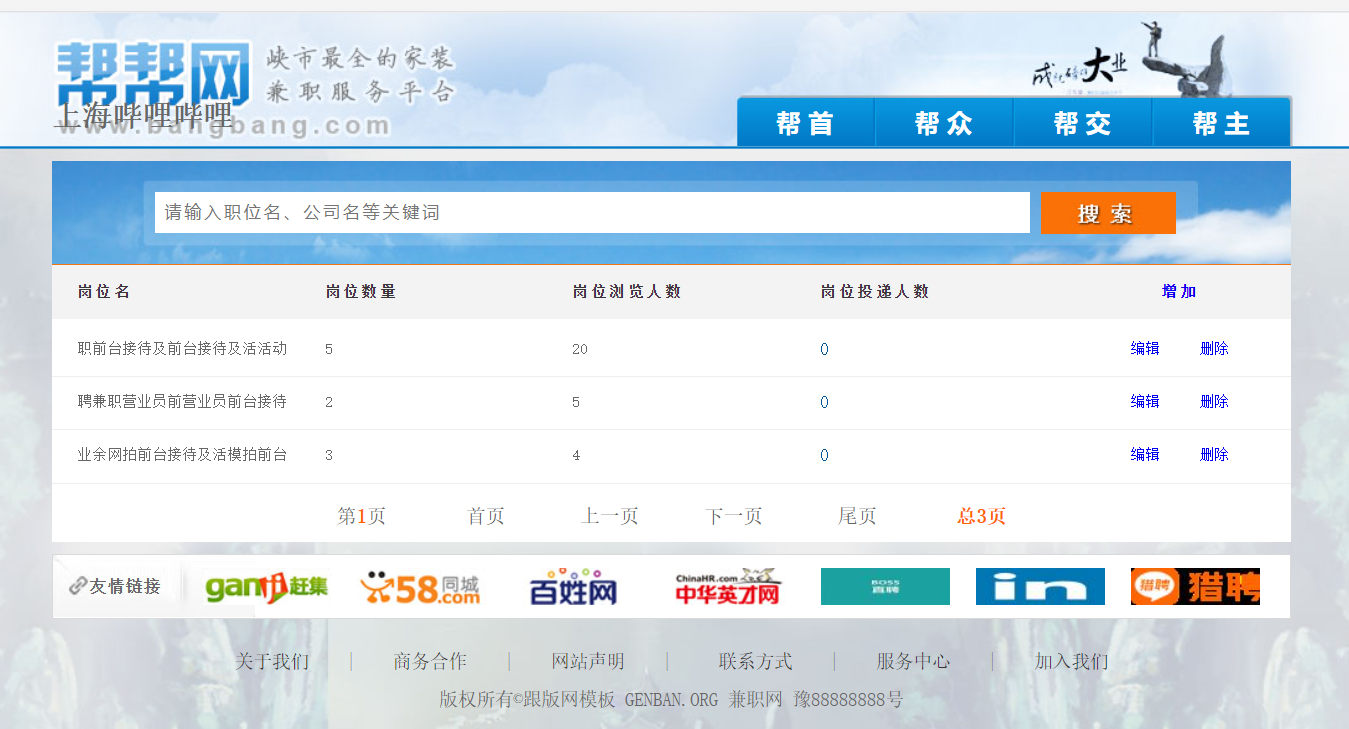 帮帮网
峡市最全的家装
兼职服务平台
上海哔哩哔哩
www.bangbang.com
大业
帮首 帮众 帮交 帮主
请输入职位名、公司名等关键词 搜索
岗位名 岗位数量 岗位浏览人数 岗位投递人数 增加
职前台接待及前台接待及活活动 5 20 0 编辑 删除
聘兼职营业员前营业员前台接待 2 5 0 编辑 删除
业余网拍前台接待及活模拍前台 3 4 0 编辑 删除
第1页 首页 上一页 下一页 尾页 总3页
友情链接 ganji赶集 58同城.com 百姓网 ChinaHR.com 中华英才网 BOSS直聘 in 猎聘 猎聘
关于我们 | 商务合作 | 网站声明 | 联系方式 | 服务中心 | 加入我们
版权所有©跟版网模板 GENBAN.ORG 兼职网 豫88888888号